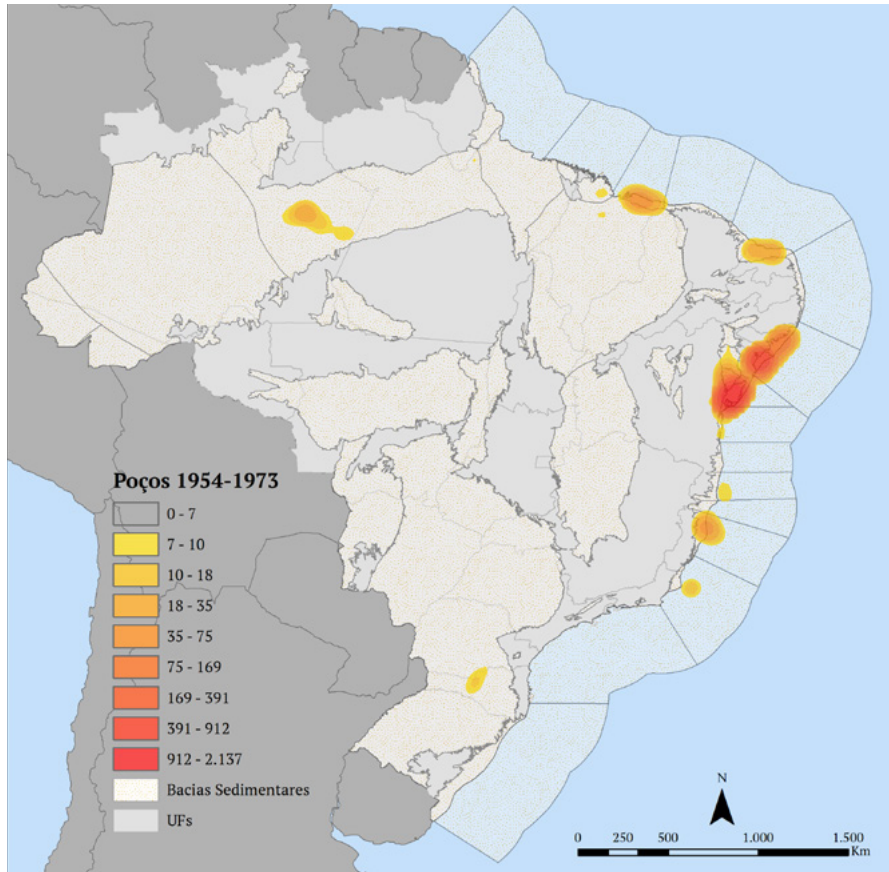 Poços 1954-1973
0 - 7
7 - 10
10 - 18
18 - 35
35 - 75
75 - 169
169 - 391
391 - 912
912 - 2.137
Bacias Sedimentares
UFs
N
0 250 500 1.000 1.500
Km